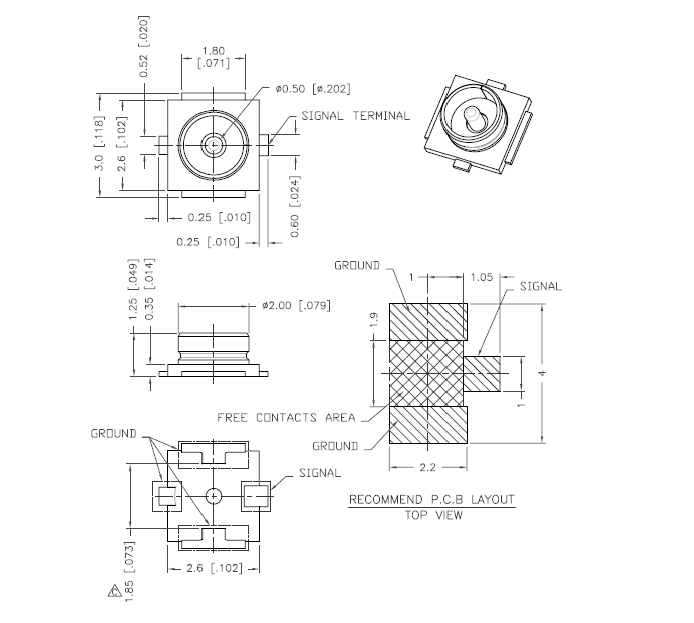 0.52 [.020]
1.80
[.071]
ø0.50 [ø.202]
SIGNAL TERMINAL
3.0 [.118]
2.6 [.102]
0.60 [.024]
0.25 [.010]
0.25 [.010]
1.25 [.049]
0.35 [.014]
ø2.00 [.079]
GROUND
1
1.05
SIGNAL
1.9
4
1
FREE CONTACTS AREA
GROUND
2.2
RECOMMEND P.C.B LAYOUT
TOP VIEW
GROUND
SIGNAL
1.85 [.073]
C
2.6 [.102]